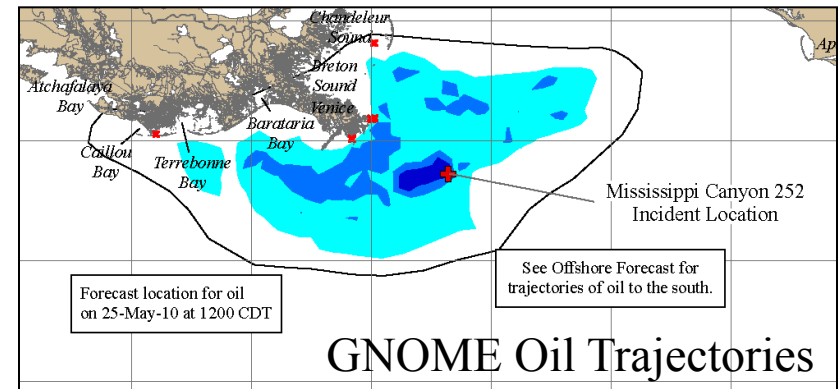 Chandeleur
Sound
Ap
Breton
Sound
Atchafalaya
Bay
Venice
Barataria
Bay
Caillou
Bay
Terrebonne
Bay
Mississippi Canyon 252
Incident Location
See Offshore Forecast for
trajectories of oil to the south.
Forecast location for oil
on 25-May-10 at 1200 CDT
GNOME Oil Trajectories